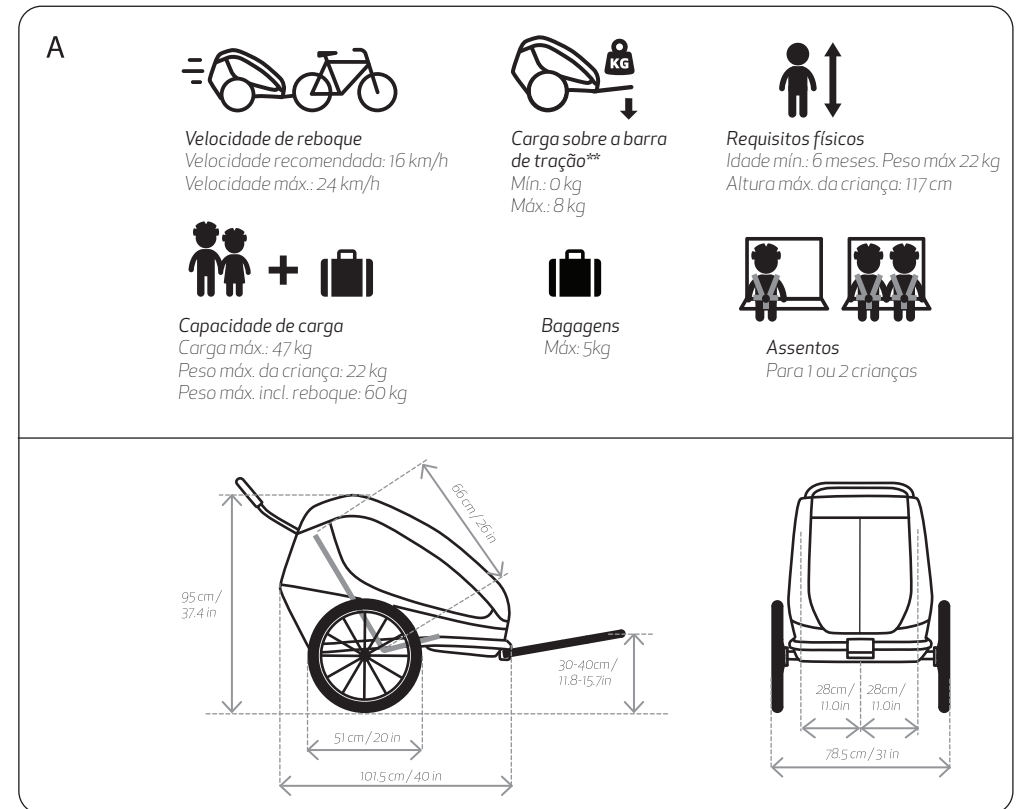 A
KG
Velocidade de reboque
Velocidade recomendada: 16 km/h
Velocidade máx.: 24 km/h
Carga sobre a barra
de tração**
Mín.: 0 kg
Máx.: 8 kg
Requisitos físicos
Idade mín.: 6 meses. Peso máx 22 kg
Altura máx. da criança: 117 cm
Capacidade de carga
Carga máx.: 47 kg
Peso máx. da criança: 22 kg
Peso máx. incl. reboque: 60 kg
Bagagens
Máx: 5kg
Assentos
Para 1 ou 2 crianças
66 cm / 26 in
95 cm /
37.4 in
30-40cm /
11.8-15.7in
51 cm / 20 in
101.5 cm / 40 in
28cm /
11.0in
28cm /
11.0in
78.5 cm / 31 in